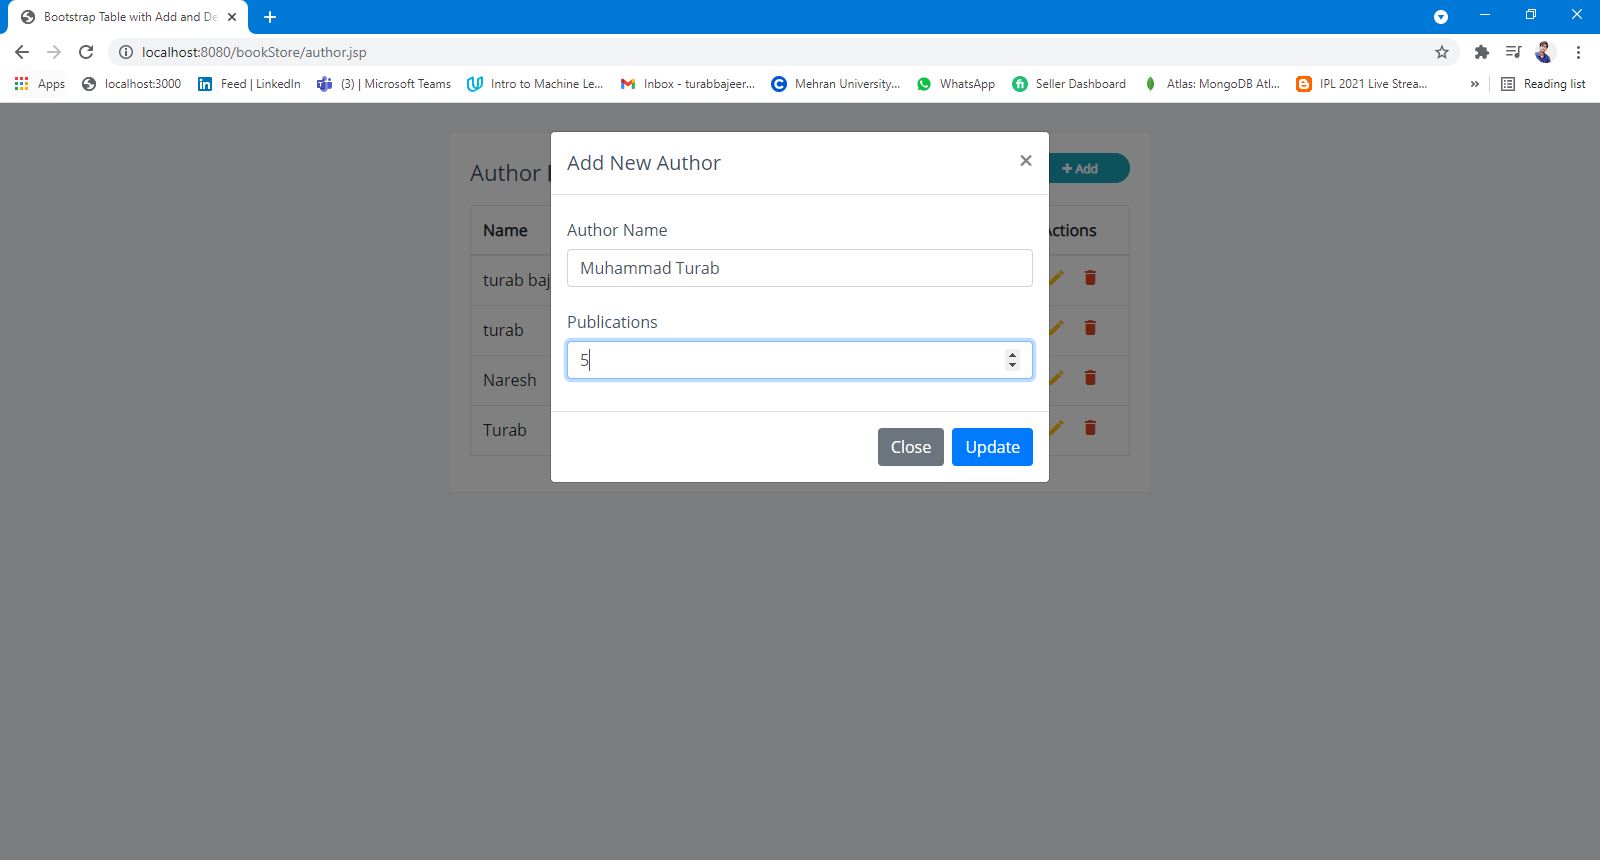 Bootstrap Table with Add and De
localhost:8080/bookStore/author.jsp
Apps localhost:3000 Feed | LinkedIn (3) | Microsoft Teams Intro to Machine Le... Inbox - turabbajeer... Mehran University... WhatsApp Seller Dashboard Atlas: MongoDB Atl... IPL 2021 Live Strea... » Reading list
Add New Author ×
Author + Add
Name Actions
Author Name
Muhammad Turab
turab baj
Publications
turab
5
Naresh
Turab
Close Update